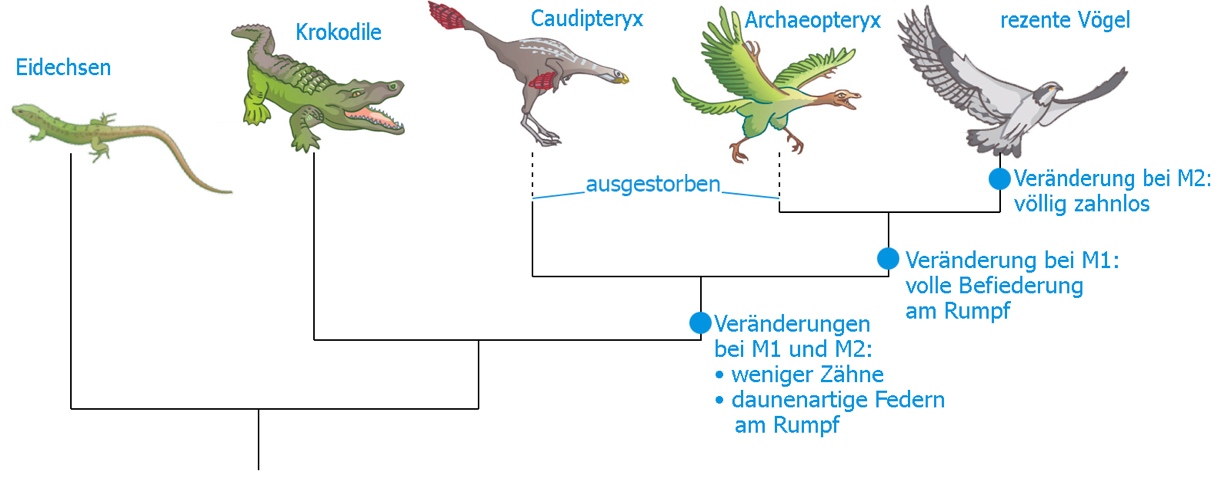 Eidechsen
Krokodile
Caudipteryx
Archaeopteryx
rezente Vögel
ausgestorben
Veränderung bei M2:
völlig zahnlos
Veränderung bei M1:
volle Befiederung
am Rumpf
Veränderungen
bei M1 und M2:
• weniger Zähne
• daunenartige Federn
am Rumpf